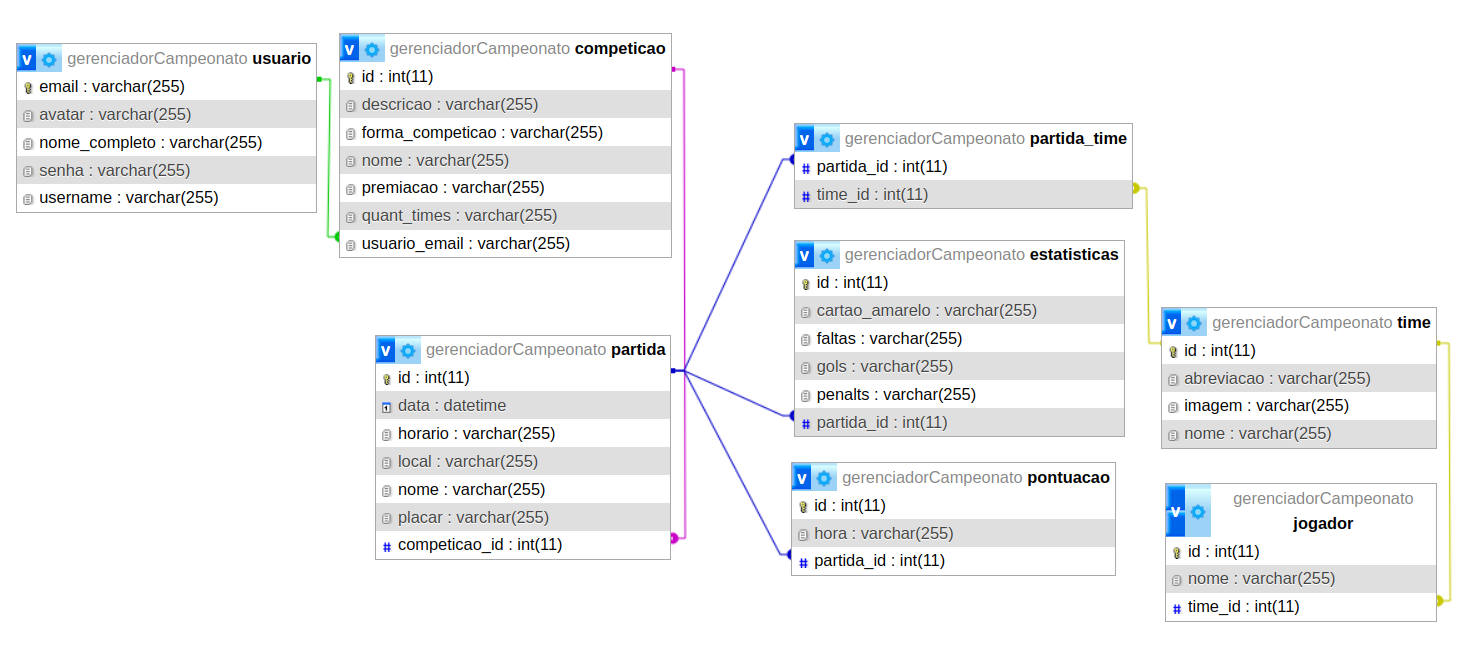 gerenciadorCampeonato usuario
email : varchar(255)
avatar : varchar(255)
nome_completo : varchar(255)
senha : varchar(255)
username : varchar(255)
gerenciadorCampeonato competicao
id : int(11)
descricao : varchar(255)
forma_competicao : varchar(255)
nome : varchar(255)
premiacao : varchar(255)
quant_times : varchar(255)
usuario_email : varchar(255)
gerenciadorCampeonato partida
id : int(11)
data : datetime
horario : varchar(255)
local : varchar(255)
nome : varchar(255)
placar : varchar(255)
# competicao_id : int(11)
gerenciadorCampeonato partida_time
# partida_id : int(11)
# time_id : int(11)
gerenciadorCampeonato estatisticas
id : int(11)
cartao_amarelo : varchar(255)
faltas : varchar(255)
gols : varchar(255)
penalts : varchar(255)
# partida_id : int(11)
gerenciadorCampeonato pontuacao
id : int(11)
hora : varchar(255)
# partida_id : int(11)
gerenciadorCampeonato time
id : int(11)
abreviacao : varchar(255)
imagem : varchar(255)
nome : varchar(255)
gerenciadorCampeonato
jogador
id : int(11)
nome : varchar(255)
# time_id : int(11)